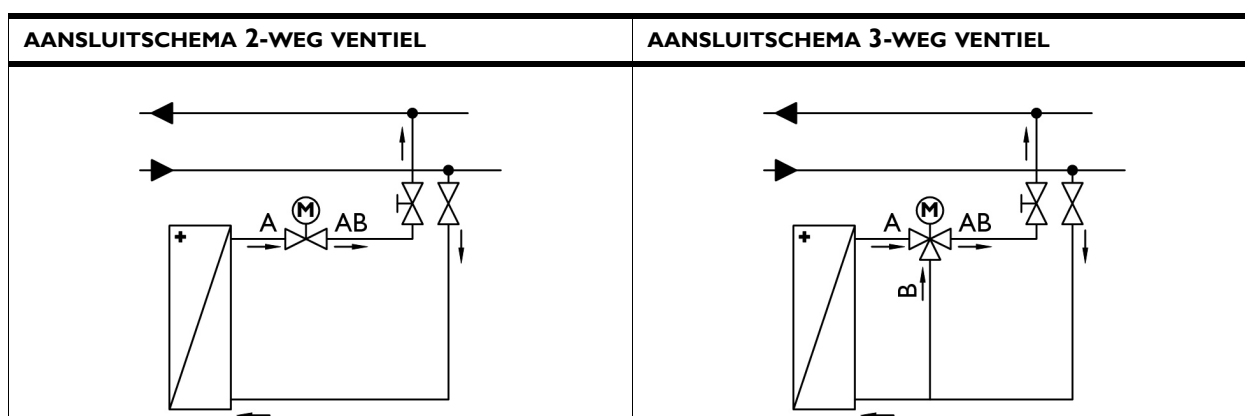 AANSLUITSCHEMA 2-WEG VENTIEL
AANSLUITSCHEMA 3-WEG VENTIEL
M
A
AB
+
M
A
AB
+
B